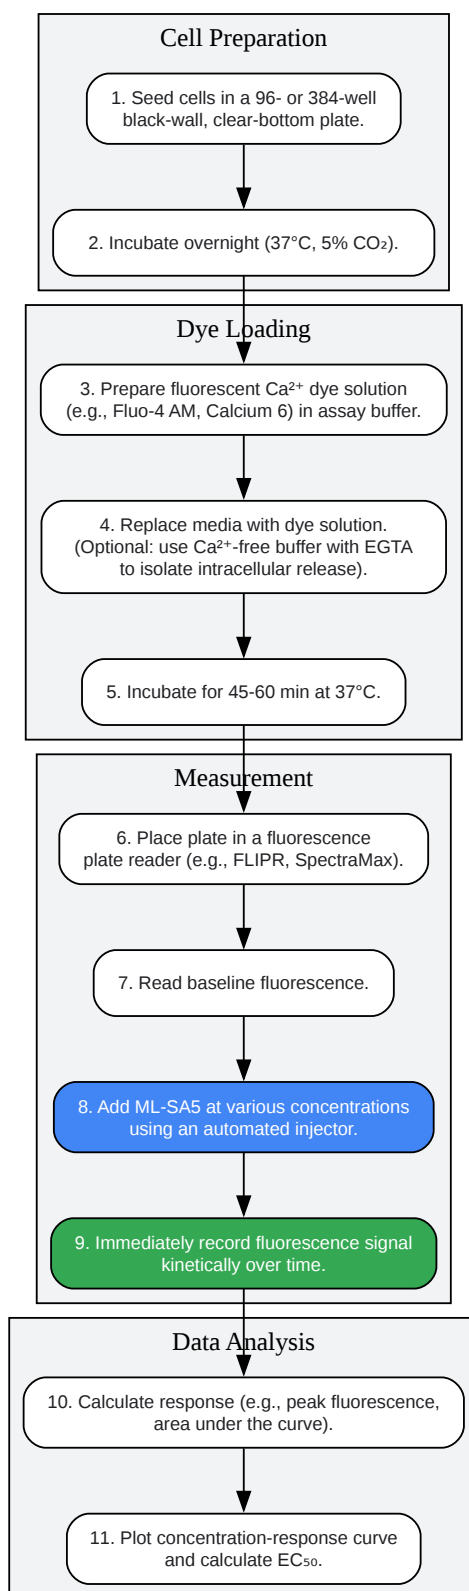 Cell Preparation
1. Seed cells in a 96- or 384-well
black-wall, clear-bottom plate.
2. Incubate overnight (37°C, 5% CO₂).
Dye Loading
3. Prepare fluorescent Ca²⁺ dye solution
(e.g., Fluo-4 AM, Calcium 6) in assay buffer.
4. Replace media with dye solution.
(Optional: use Ca²⁺-free buffer with EGTA
to isolate intracellular release).
5. Incubate for 45-60 min at 37°C.
Measurement
6. Place plate in a fluorescence
plate reader (e.g., FLIPR, SpectraMax).
7. Read baseline fluorescence.
8. Add ML-SA5 at various concentrations
using an automated injector.
9. Immediately record fluorescence signal
kinetically over time.
Data Analysis
10. Calculate response (e.g., peak fluorescence,
area under the curve).
11. Plot concentration-response curve
and calculate EC₅₀.